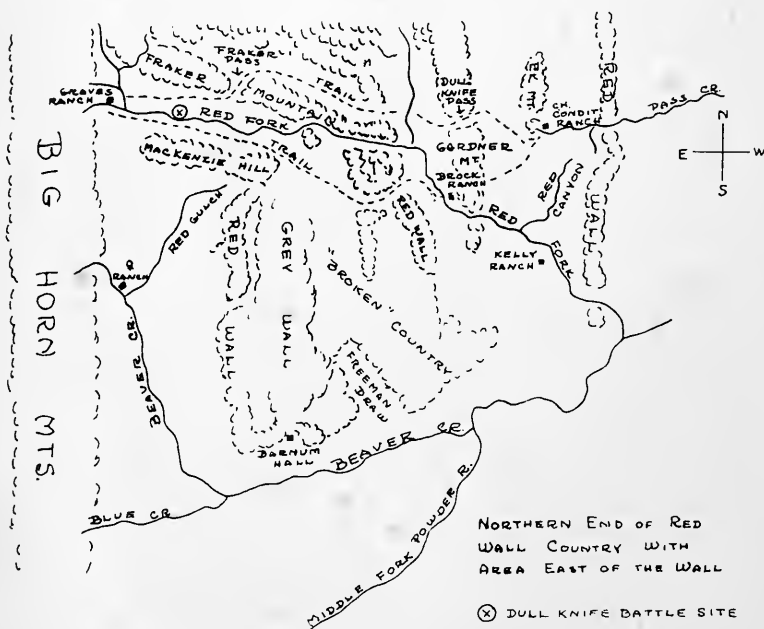 FRAKER
PASS
FRAKER
TRAIL
MOUNTAIN
GRAVES
RANCH
RED FORK
MACKENZIE HILL
TRAIL
DULL
KNIFE
PASS
EK MT.
RED
CH.
CONDIT
RANCH
PASS CR.
N
E W
S
GARDNER
(MT.)
BROCK
RANCH
RED
CANYON
WALL
RED
FORK
KELLY RANCH
BIG HORN MTS.
RED GULCH
RANCH
RED
WALL
GREY
WALL
RED WALL
"BROKEN" COUNTRY
FREEMAN
DRAW
BEAVER CR.
BARNUM
HALL
BEAVER CR.
BLUE CR.
MIDDLE FORK POWDER R.
NORTHERN END OF RED
WALL COUNTRY WITH
AREA EAST OF THE WALL
DULL KNIFE BATTLE SITE